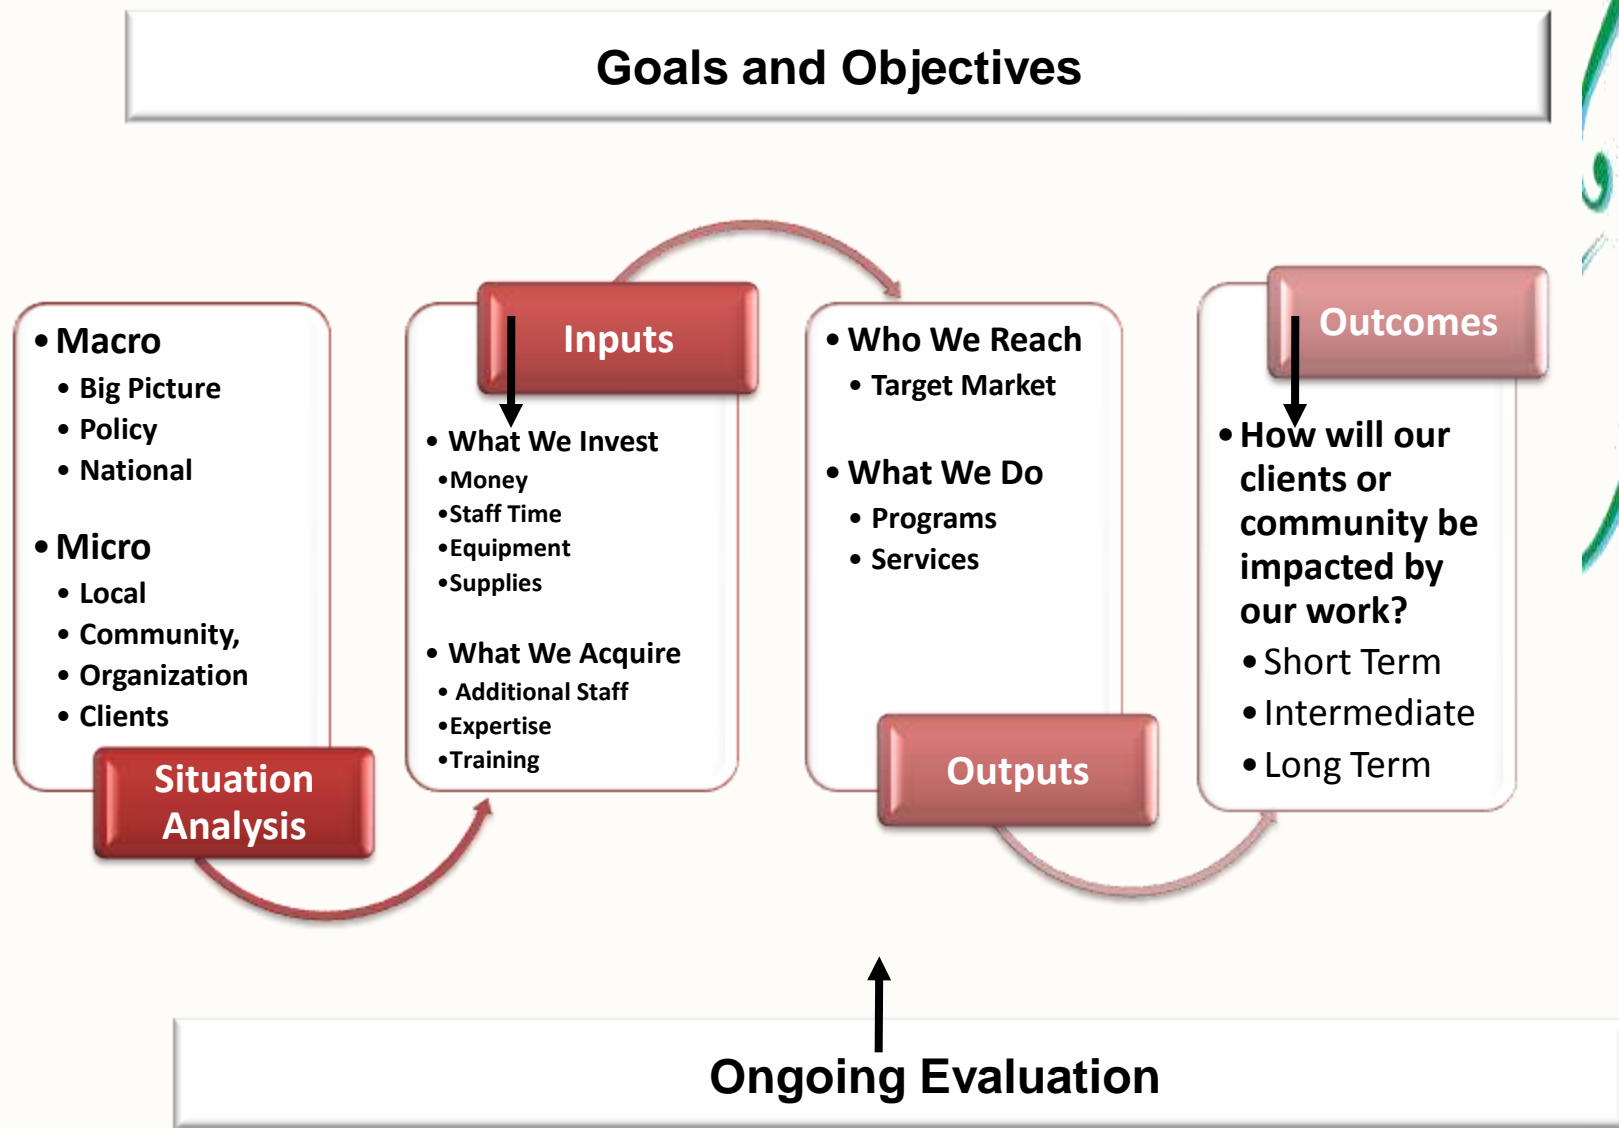 Goals and Objectives
• Macro
• Big Picture
• Policy
• National
• Micro
• Local
• Community,
• Organization
• Clients
Situation
Analysis
Inputs
• What We Invest
•Money
•Staff Time
•Equipment
•Supplies
• What We Acquire
• Additional Staff
•Expertise
•Training
• Who We Reach
• Target Market
• What We Do
• Programs
• Services
Outputs
Outcomes
•How will our
clients or
community be
impacted by
our work?
•Short Term
•Intermediate
•Long Term
Ongoing Evaluation